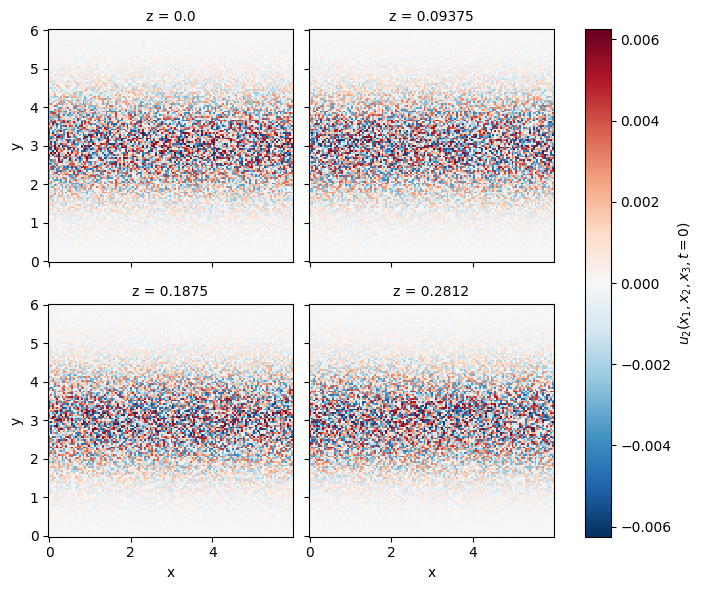 z = 0.0
z = 0.09375
6
5
4
3
2
1
0
y
z = 0.1875
z = 0.2812
6
5
4
3
2
1
0
y
0 2 4
0 2 4
x
x
0.006
0.004
0.002
0.000
−0.002
−0.004
−0.006
u₂(x₁, x₂, x₃, t = 0)